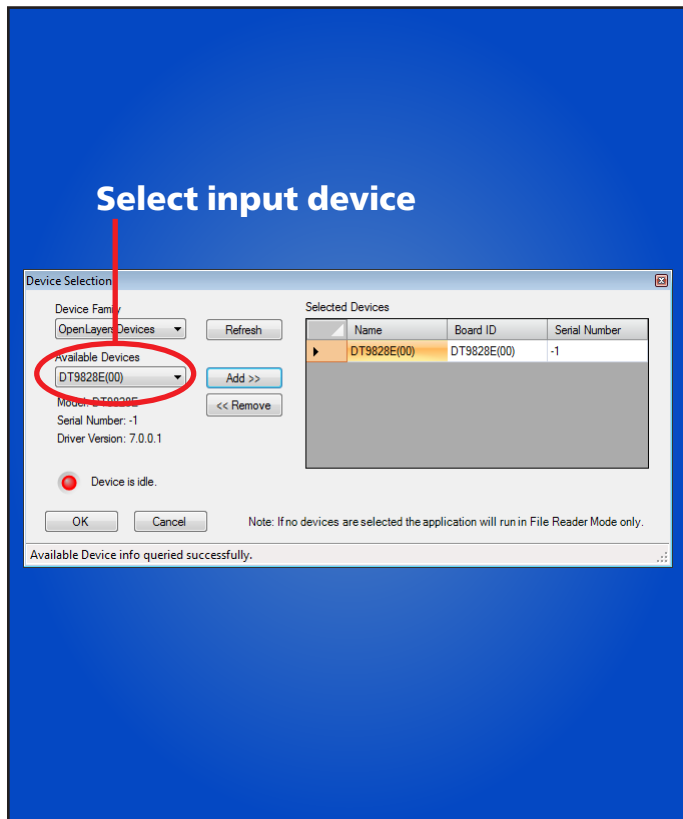 Select input device
Device Selection
Device Family
OpenLayersDevices
Refresh
Available Devices
DT9828E(00)
Add >>
<< Remove
Model: DT9828E
Serial Number: -1
Driver Version: 7.0.0.1
Device is idle.
Selected Devices
Name Board ID Serial Number
DT9828E(00) DT9828E(00) -1
OK Cancel Note: If no devices are selected the application will run in File Reader Mode only.
Available Device info queried successfully.